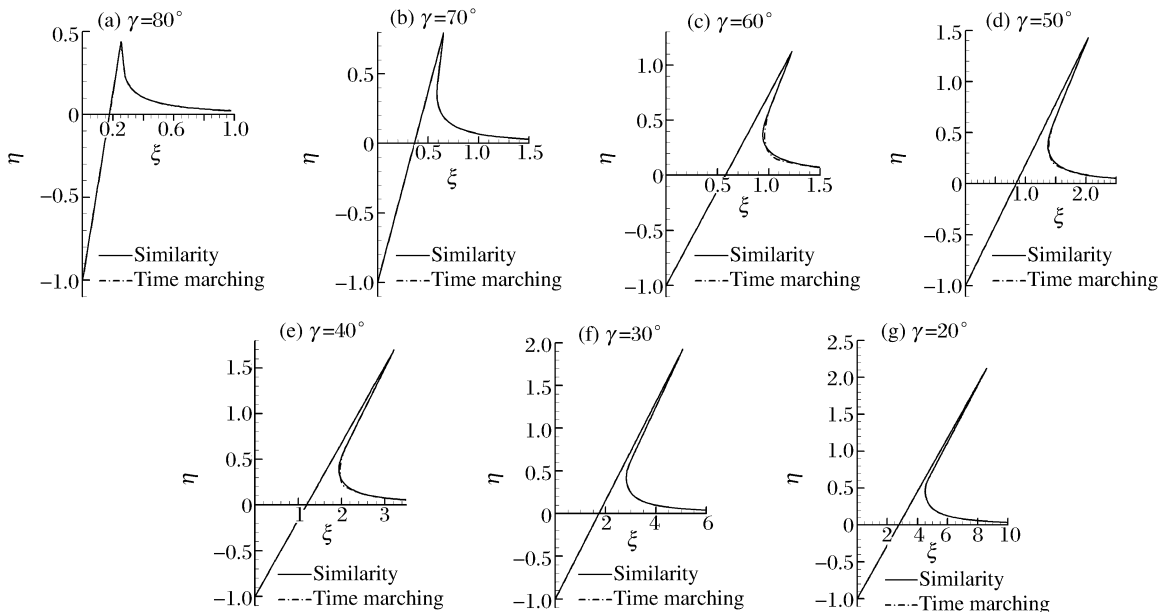 (a) γ=80°
0.5
0
0.2 0.6 1.0
ξ
η
−0.5
−1.0
Similarity
Time marching
(b) γ=70°
0.5
0
0.5 1.0 1.5
ξ
η
−0.5
−1.0
Similarity
Time marching
(c) γ=60°
1.0
0.5
0
0.5 1.0 1.5
ξ
η
−0.5
−1.0
Similarity
Time marching
(d) γ=50°
1.5
1.0
0.5
0
1.0 2.0
ξ
η
−0.5
−1.0
Similarity
Time marching
(e) γ=40°
1.5
1.0
0.5
0
1 2 3
ξ
η
−0.5
−1.0
Similarity
Time marching
(f) γ=30°
2.0
1.5
1.0
0.5
0
2 4 6
ξ
η
−0.5
−1.0
Similarity
Time marching
(g) γ=20°
2.5
2.0
1.5
1.0
0.5
0
2 4 6 8 10
ξ
η
−0.5
−1.0
Similarity
Time marching